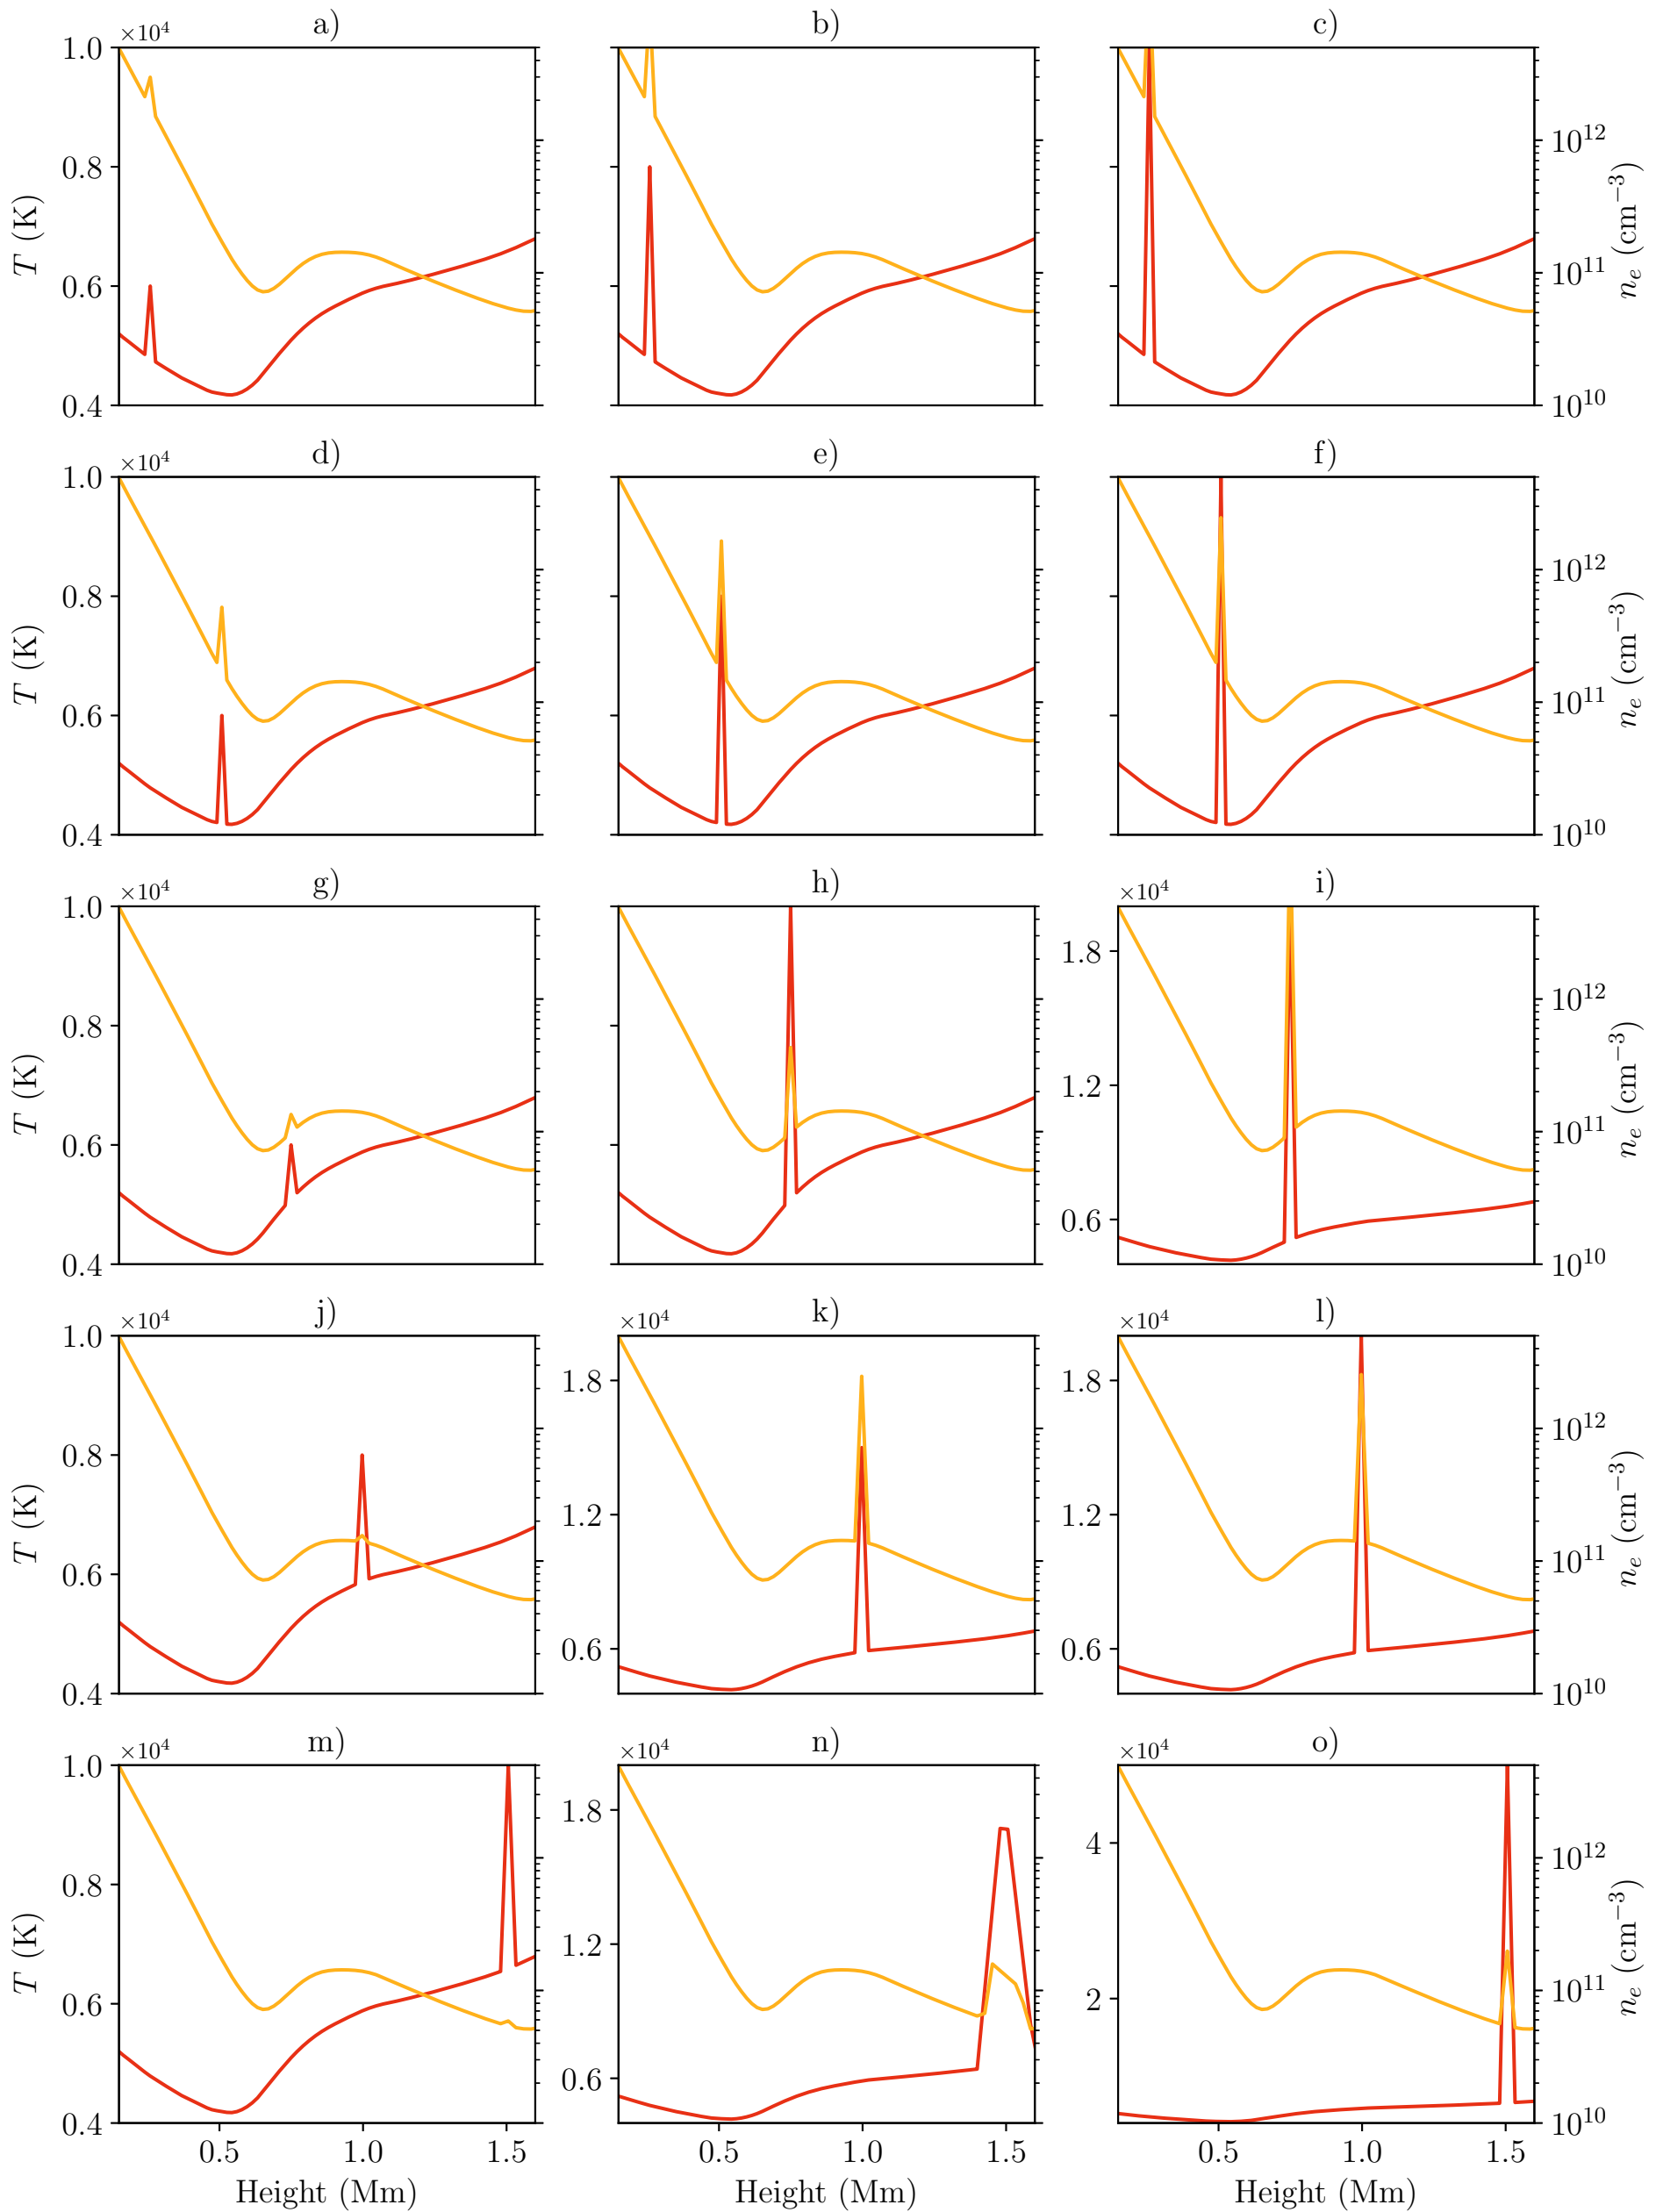 a) b) c)
×10⁴
1.0
0.8
0.6
0.4
T (K)
10¹²
10¹¹
10¹⁰
nₑ (cm⁻³)
d) e) f)
×10⁴
1.0
0.8
0.6
0.4
T (K)
10¹²
10¹¹
10¹⁰
nₑ (cm⁻³)
g) h) i)
×10⁴ ×10⁴
1.0
0.8
0.6
0.4
T (K)
1.8
1.2
0.6
10¹²
10¹¹
10¹⁰
nₑ (cm⁻³)
j) k) l)
×10⁴ ×10⁴ ×10⁴
1.0
0.8
0.6
0.4
T (K)
1.8
1.2
0.6
1.8
1.2
0.6
10¹²
10¹¹
10¹⁰
nₑ (cm⁻³)
m) n) o)
×10⁴ ×10⁴ ×10⁴
1.0
0.8
0.6
0.4
T (K)
1.8
1.2
0.6
4
2
10¹²
10¹¹
10¹⁰
nₑ (cm⁻³)
0.5 1.0 1.5 0.5 1.0 1.5 0.5 1.0 1.5
Height (Mm) Height (Mm) Height (Mm)